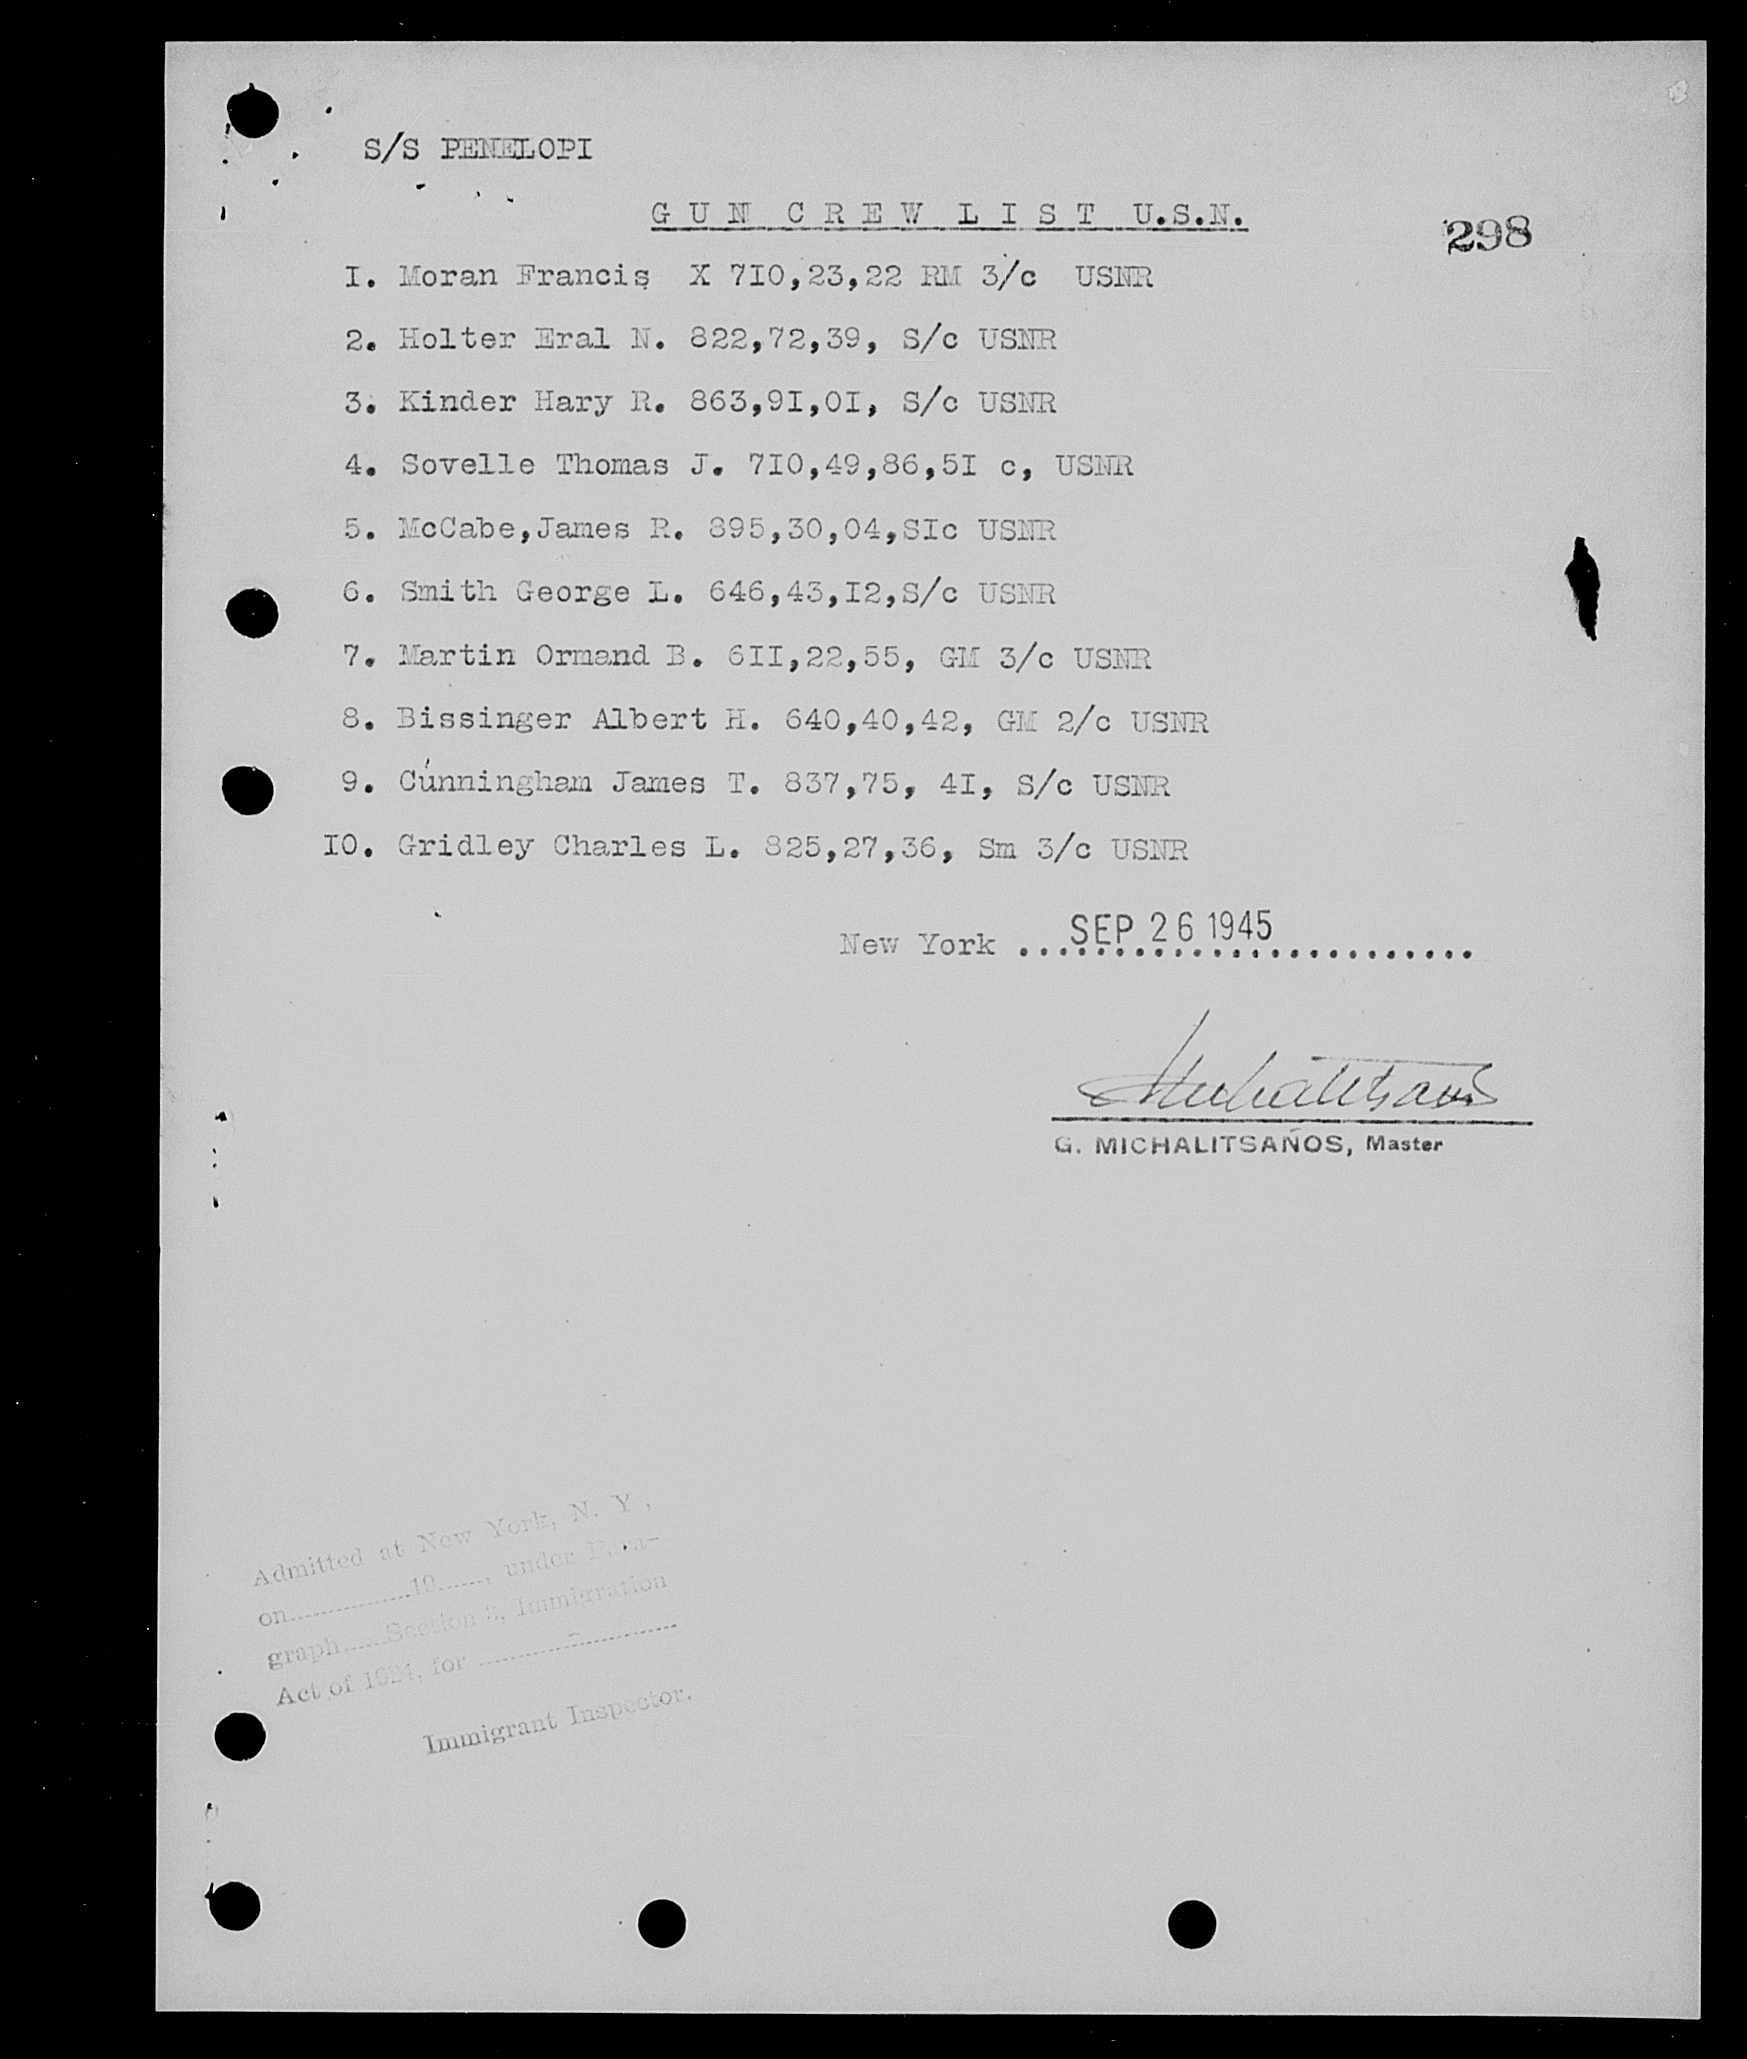 S/S PENELOPI
G U N C R E W L I S T U.S.N.
298
I. Moran Francis X 7I0,23,22 RM 3/c USNR
2. Holter Eral N. 822,72,39, S/c USNR
3. Kinder Hary R. 863,9I,0I, S/c USNR
4. Sovelle Thomas J. 7I0,49,86,5I c, USNR
5. McCabe,James R. 895,30,04,SIc USNR
6. Smith George L. 646,43,I2,S/c USNR
7. Martin Ormand B. 6II,22,55, GM 3/c USNR
8. Bissinger Albert H. 640,40,42, GM 2/c USNR
9. Cunningham James T. 837,75, 4I, S/c USNR
I0. Gridley Charles L. 825,27,36, Sm 3/c USNR
New York ........................ SEP 26 1945
Michalitsanos
G. MICHALITSANOS, Master
Admitted at New York, N. Y.,
on................19......, under Para-
graph......Section 3, Immigration
Act of 1924, for ........................
Immigrant Inspector.